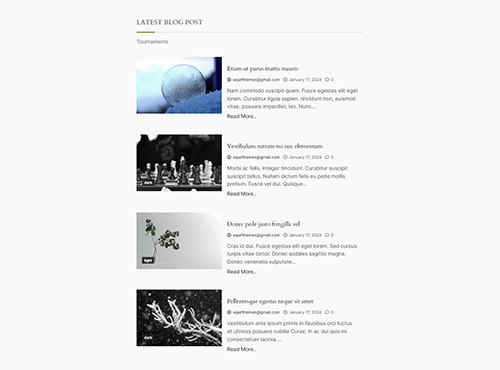 LATEST BLOG POST
Tournaments
Etiam ut purus mattis mauris
wpafthemes@gmail.com January 17, 2024 0
Nam commodo suscipit quam. Fusce egestas elit eget
lorem. Curabitur ligula sapien, tincidunt non, euismod
vitae, posuere imperdiet, leo. Nunc...
Read More..
dark
Vestibulum rutrum mi nec elementum
wpafthemes@gmail.com January 17, 2024 0
Morbi ac felis. Integer tincidunt. Curabitur suscipit
suscipit tellus. Nullam dictum felis eu pede mollis
pretium. Fusce vel dui. Quisque...
Read More..
light
Donec pede justo fringilla vel
wpafthemes@gmail.com January 17, 2024 0
Cras id dui. Fusce egestas elit eget lorem. Sed cursus
turpis vitae tortor. Donec sodales sagittis magna.
Donec venenatis vulputate...
Read More..
dark
Pellentesque egestas neque sit amet
wpafthemes@gmail.com January 17, 2024 0
Vestibulum ante ipsum primis in faucibus orci luctus
et ultrices posuere cubilia Curae; In ac dui quis mi
consectetuer lacinia....
Read More..